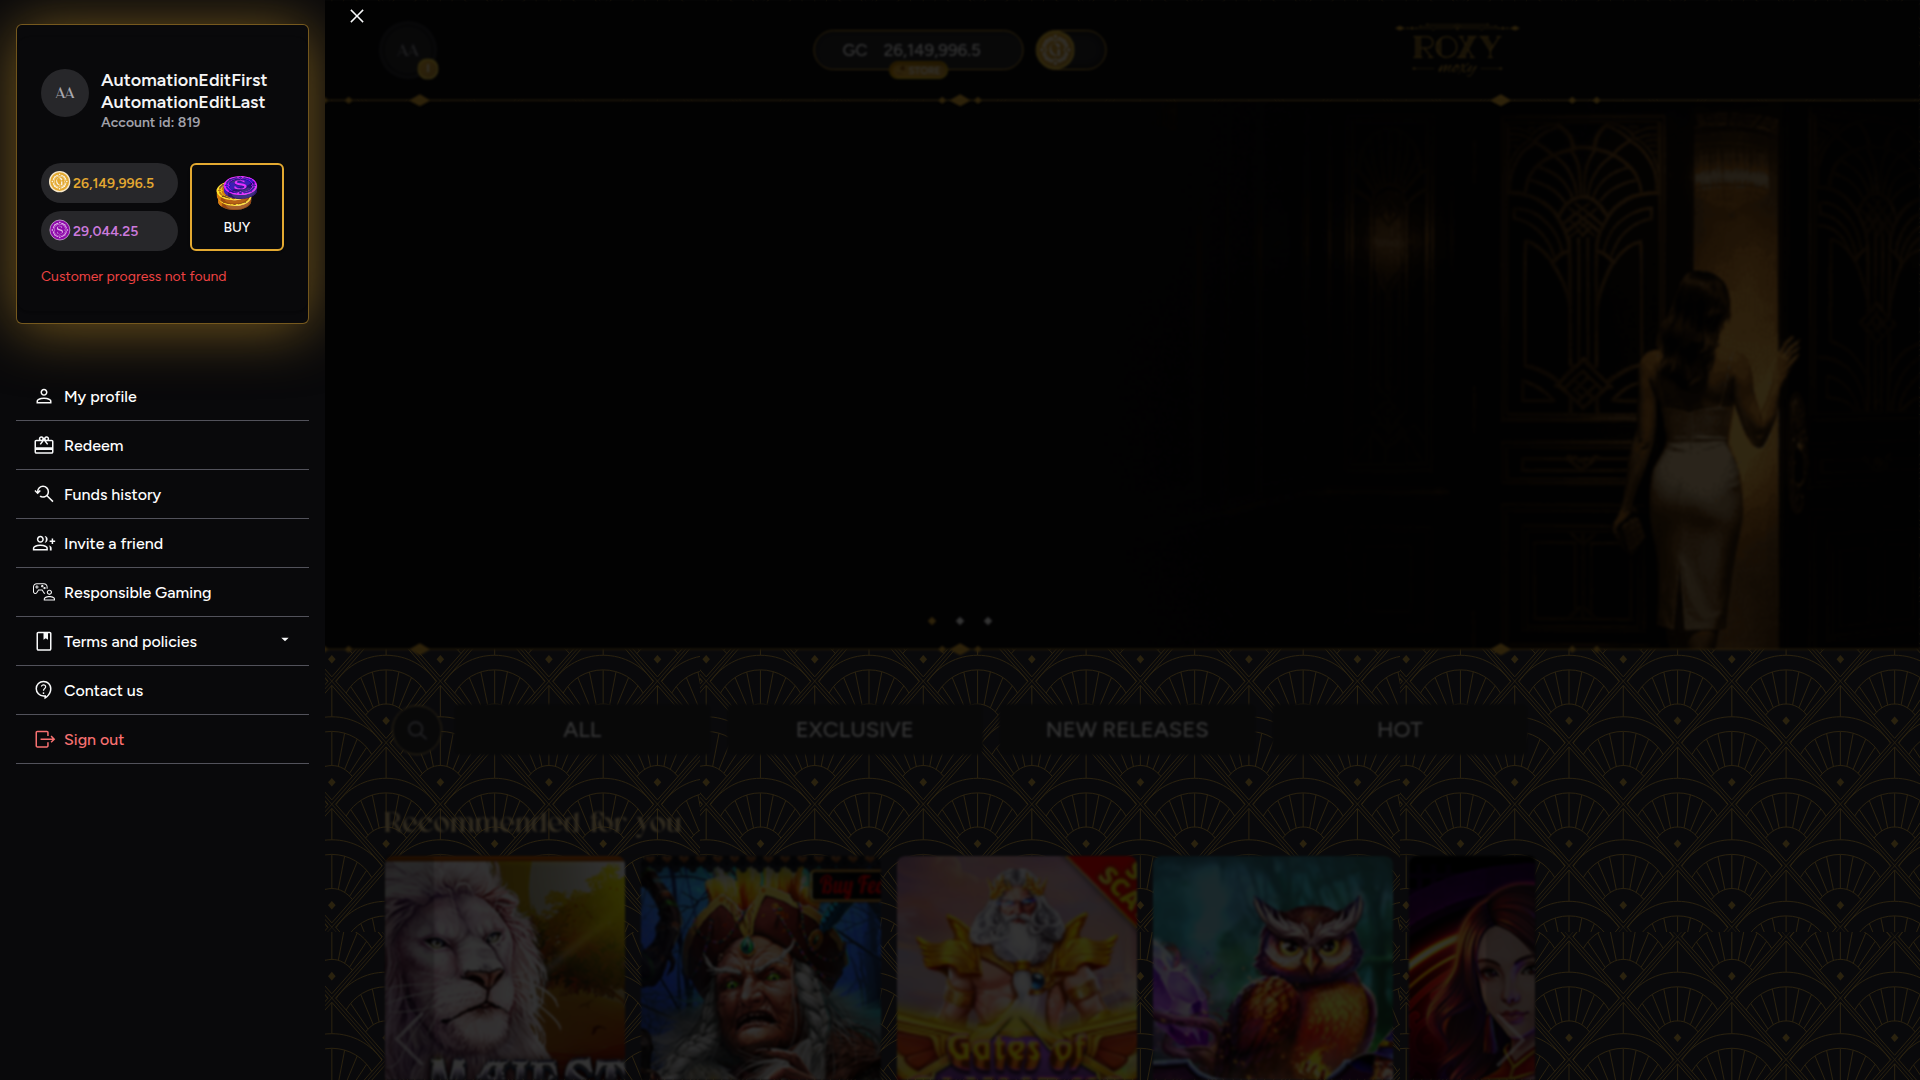 AA
AutomationEditFirst
AutomationEditLast
Account id: 819
26,149,996.5
29,044.25
BUY
Customer progress not found
My profile
Redeem
Funds history
Invite a friend
Responsible Gaming
Terms and policies
Contact us
Sign out
AA
GC 26,149,996.5
ROXY
moxy
ALL
EXCLUSIVE
NEW RELEASES
HOT
Recommended for you
Buy
Gates of